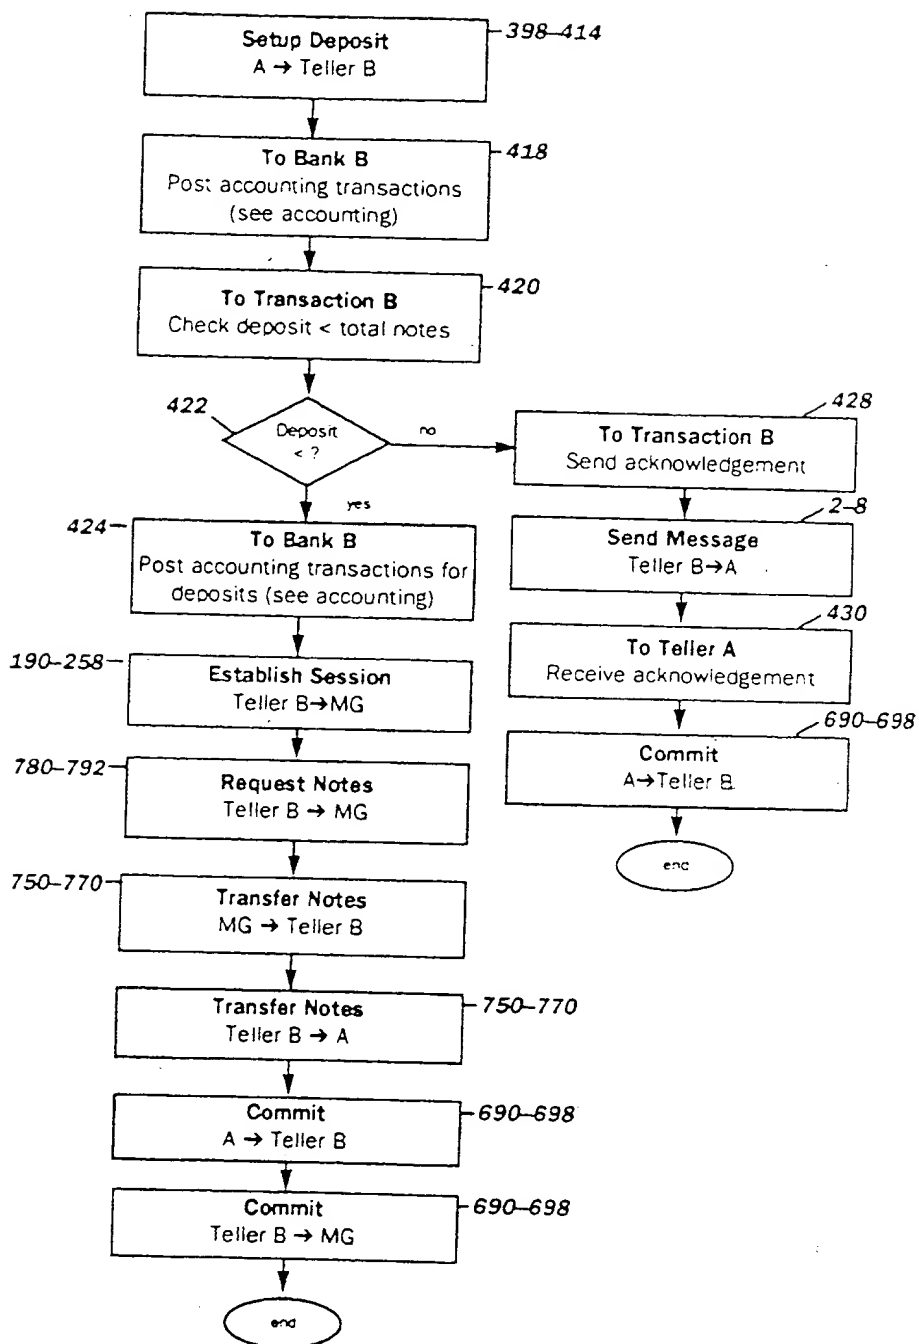 Setup Deposit
A → Teller B
398–414
To Bank B
Post accounting transactions
(see accounting)
418
To Transaction B
Check deposit < total notes
420
422
Deposit
< ?
no
yes
428
To Transaction B
Send acknowledgement
2–8
Send Message
Teller B→A
430
To Teller A
Receive acknowledgement
690–698
Commit
A→Teller B
end
424
To Bank B
Post accounting transactions for
deposits (see accounting)
190–258
Establish Session
Teller B→MG
780–792
Request Notes
Teller B → MG
750–770
Transfer Notes
MG → Teller B
Transfer Notes
Teller B → A
750–770
Commit
A → Teller B
690–698
Commit
Teller B → MG
690–698
end